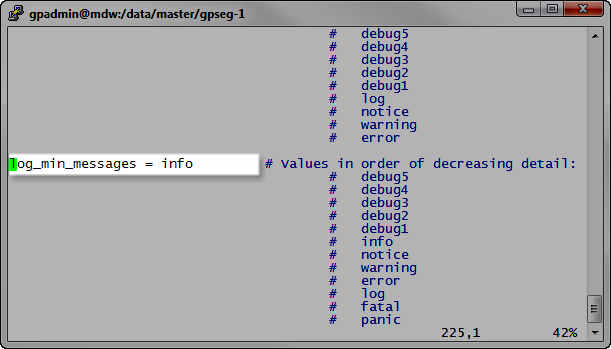 gpadmin@mdw:/data/master/gpseg-1
# debug5
# debug4
# debug3
# debug2
# debug1
# log
# notice
# warning
# error
log_min_messages = info # Values in order of decreasing detail:
# debug5
# debug4
# debug3
# debug2
# debug1
# info
# notice
# warning
# error
# log
# fatal
# panic
225,1 42%